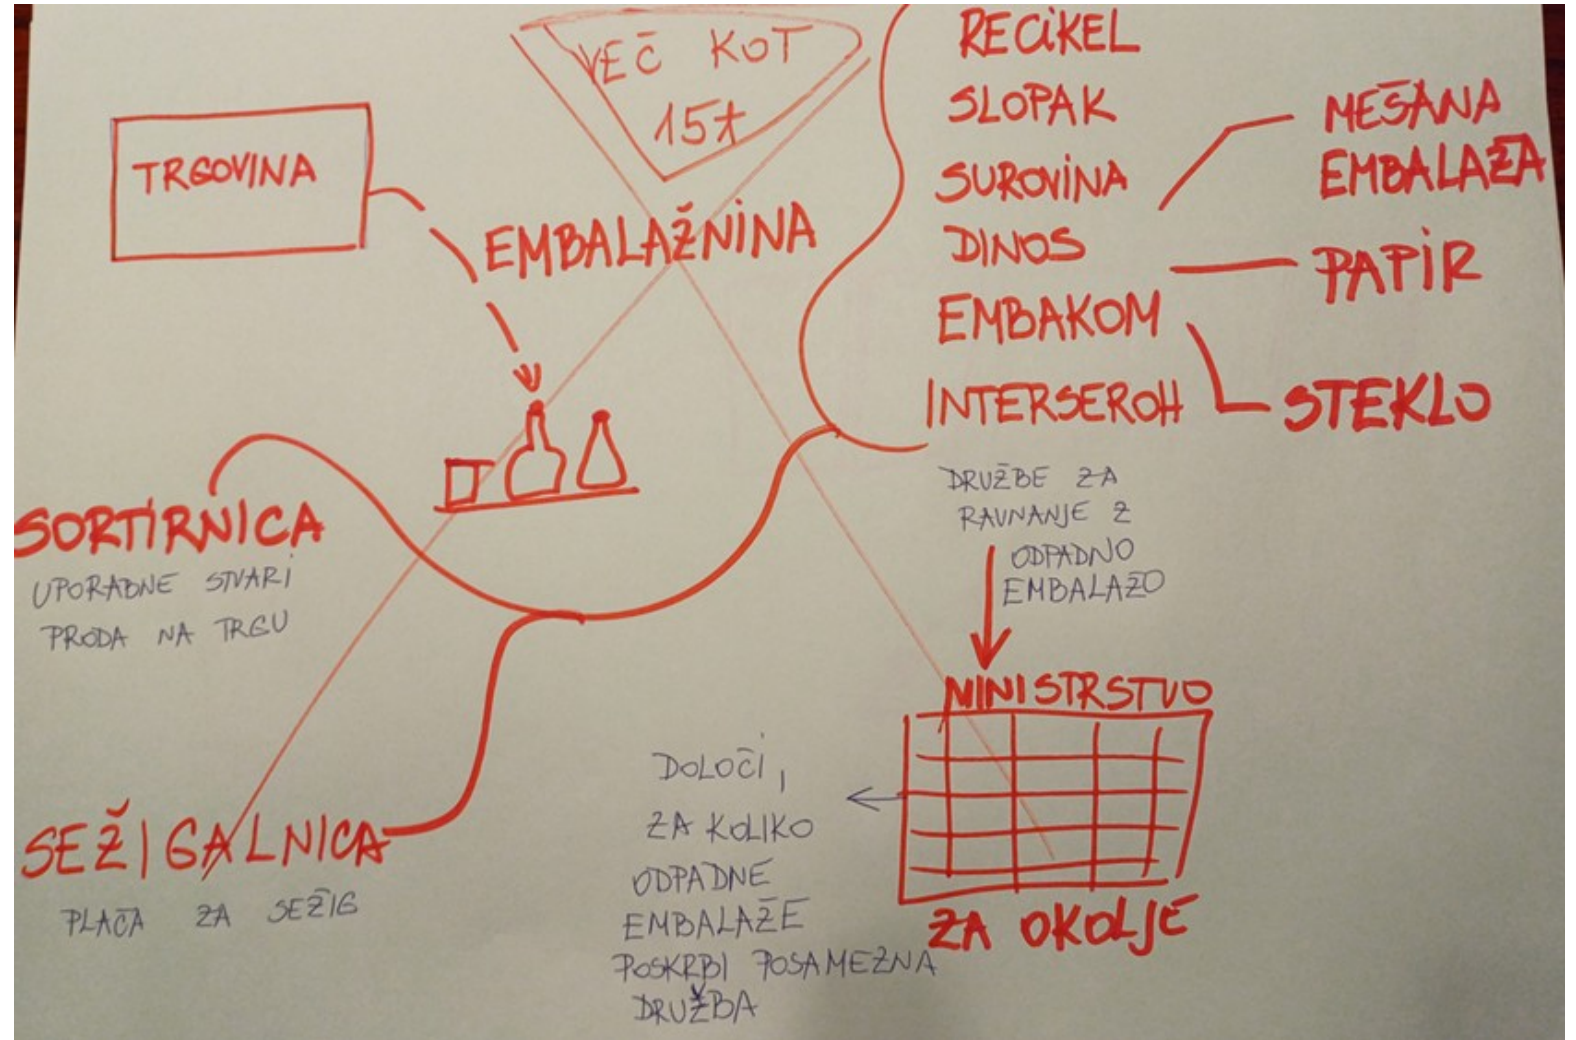 VEČ KOT
15t
TRGOVINA
EMBALAŽNINA
RECIKEL
SLOPAK
SUROVINA
DINOS
EMBAKOM
INTERSEROH
MEŠANA
EMBALAŽA
PAPIR
STEKLO
DRUŽBE ZA
RAVNANJE Z
ODPADNO
EMBALAŽO
SORTIRNICA
UPORABNE STVARI
PRODA NA TRGU
SEŽIGALNICA
PLAČA ZA SEŽIG
MINISTRSTVO
ZA OKOLJE
DOLOČI,
ZA KOLIKO
ODPADNE
EMBALAŽE
POSKRBI POSAMEZNA
DRUŽBA